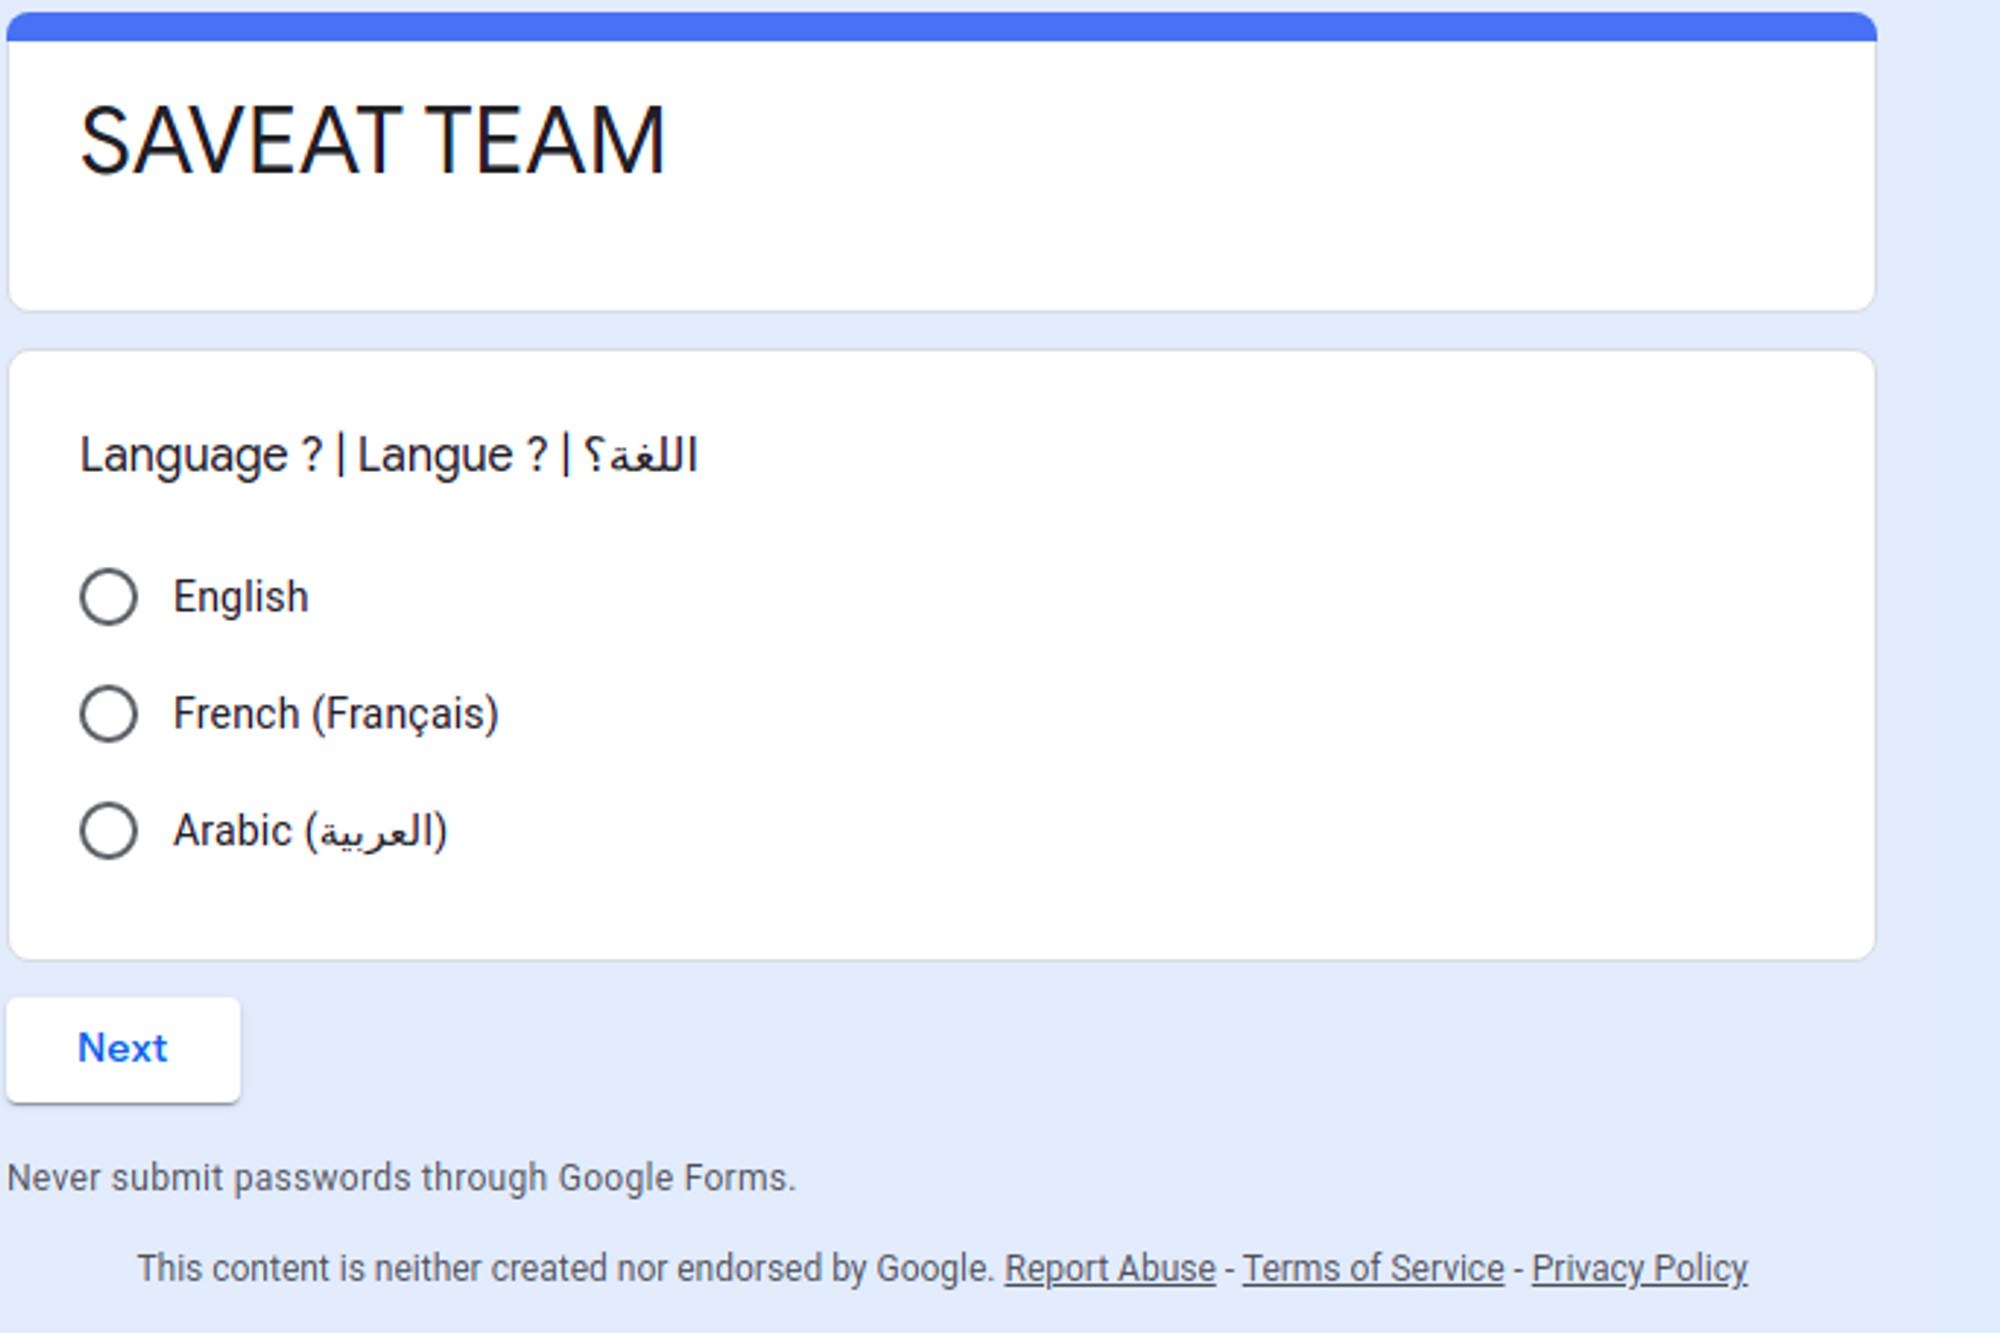 SAVEAT TEAM
Language ? | Langue ? | اللغة؟
English
French (Français)
Arabic (العربية)
Next
Never submit passwords through Google Forms.
This content is neither created nor endorsed by Google. Report Abuse - Terms of Service - Privacy Policy